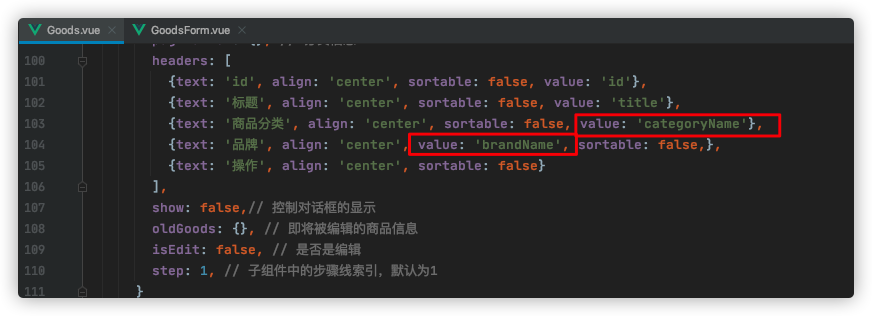 Goods.vue × GoodsForm.vue ×
100 headers: [
101 {text: 'id', align: 'center', sortable: false, value: 'id'},
102 {text: '标题', align: 'center', sortable: false, value: 'title'},
103 {text: '商品分类', align: 'center', sortable: false, value: 'categoryName'},
104 {text: '品牌', align: 'center', value: 'brandName', sortable: false,},
105 {text: '操作', align: 'center', sortable: false}
106 ],
107 show: false,// 控制对话框的显示
108 oldGoods: {}, // 即将被编辑的商品信息
109 isEdit: false, // 是否是编辑
110 step: 1, // 子组件中的步骤线索引，默认为1
111 }